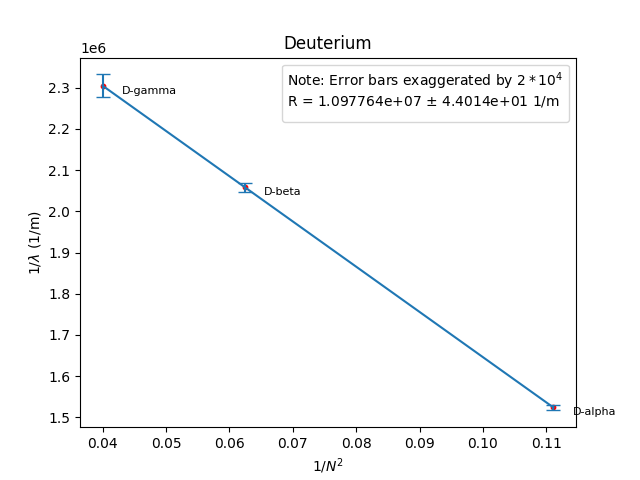 Deuterium
1e6
Note: Error bars exaggerated by 2 * 10^4
R = 1.097764e+07 ± 4.4014e+01 1/m
2.3
2.2
2.1
2.0
1.9
1.8
1.7
1.6
1.5
1/λ (1/m)
D-gamma
D-beta
D-alpha
0.04 0.05 0.06 0.07 0.08 0.09 0.10 0.11
1/N^2